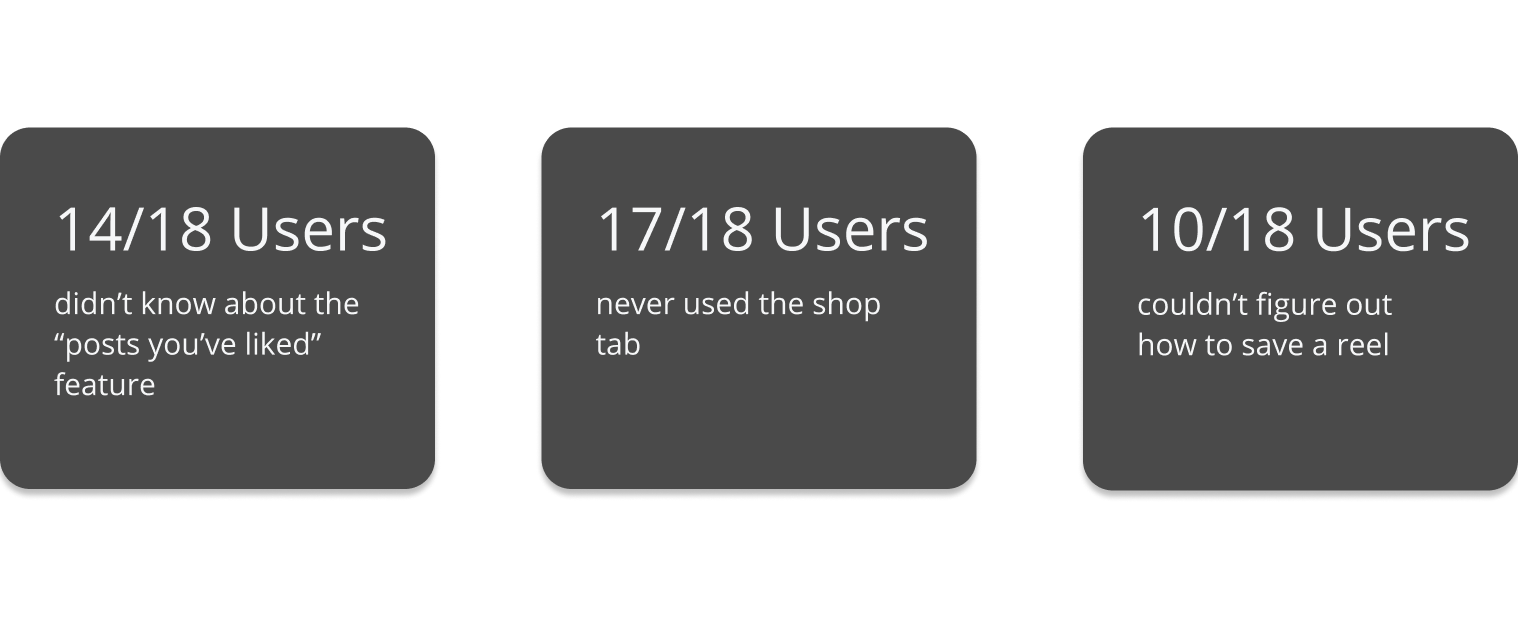 14/18 Users
didn’t know about the
“posts you’ve liked”
feature
17/18 Users
never used the shop
tab
10/18 Users
couldn’t figure out
how to save a reel